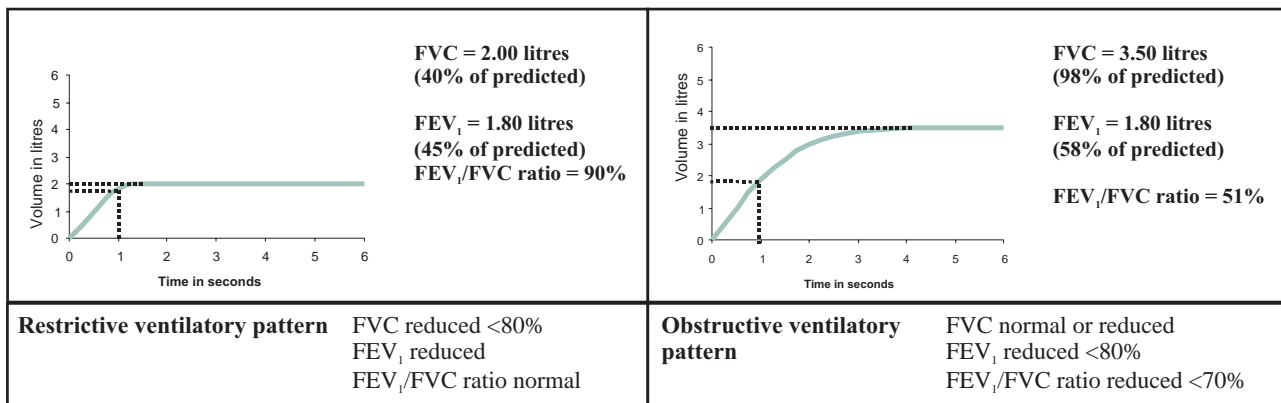 FVC = 2.00 litres
(40% of predicted)
FEV₁ = 1.80 litres
(45% of predicted)
FEV₁/FVC ratio = 90%
Volume in litres
6
5
4
3
2
1
0
0 1 2 3 4 5 6
Time in seconds
FVC = 3.50 litres
(98% of predicted)
FEV₁ = 1.80 litres
(58% of predicted)
FEV₁/FVC ratio = 51%
Volume in litres
6
5
4
3
2
1
0
0 1 2 3 4 5 6
Time in seconds
Restrictive ventilatory pattern
FVC reduced <80%
FEV₁ reduced
FEV₁/FVC ratio normal
Obstructive ventilatory
pattern
FVC normal or reduced
FEV₁ reduced <80%
FEV₁/FVC ratio reduced <70%